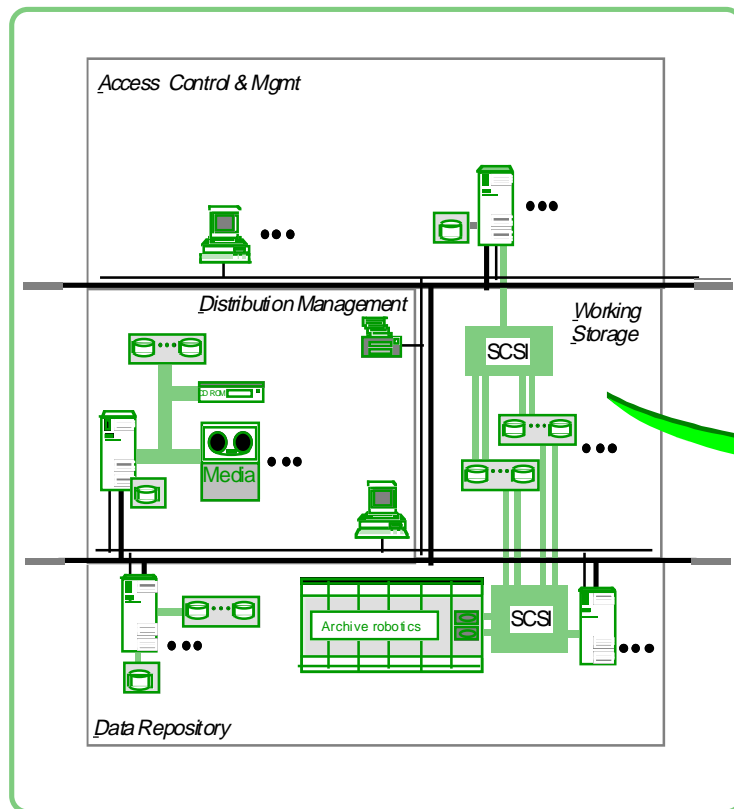 Access Control & Mgmt
Distribution Management
Working
Storage
SCSI
CD ROM
Media
Archive robotics
SCSI
Data Repository